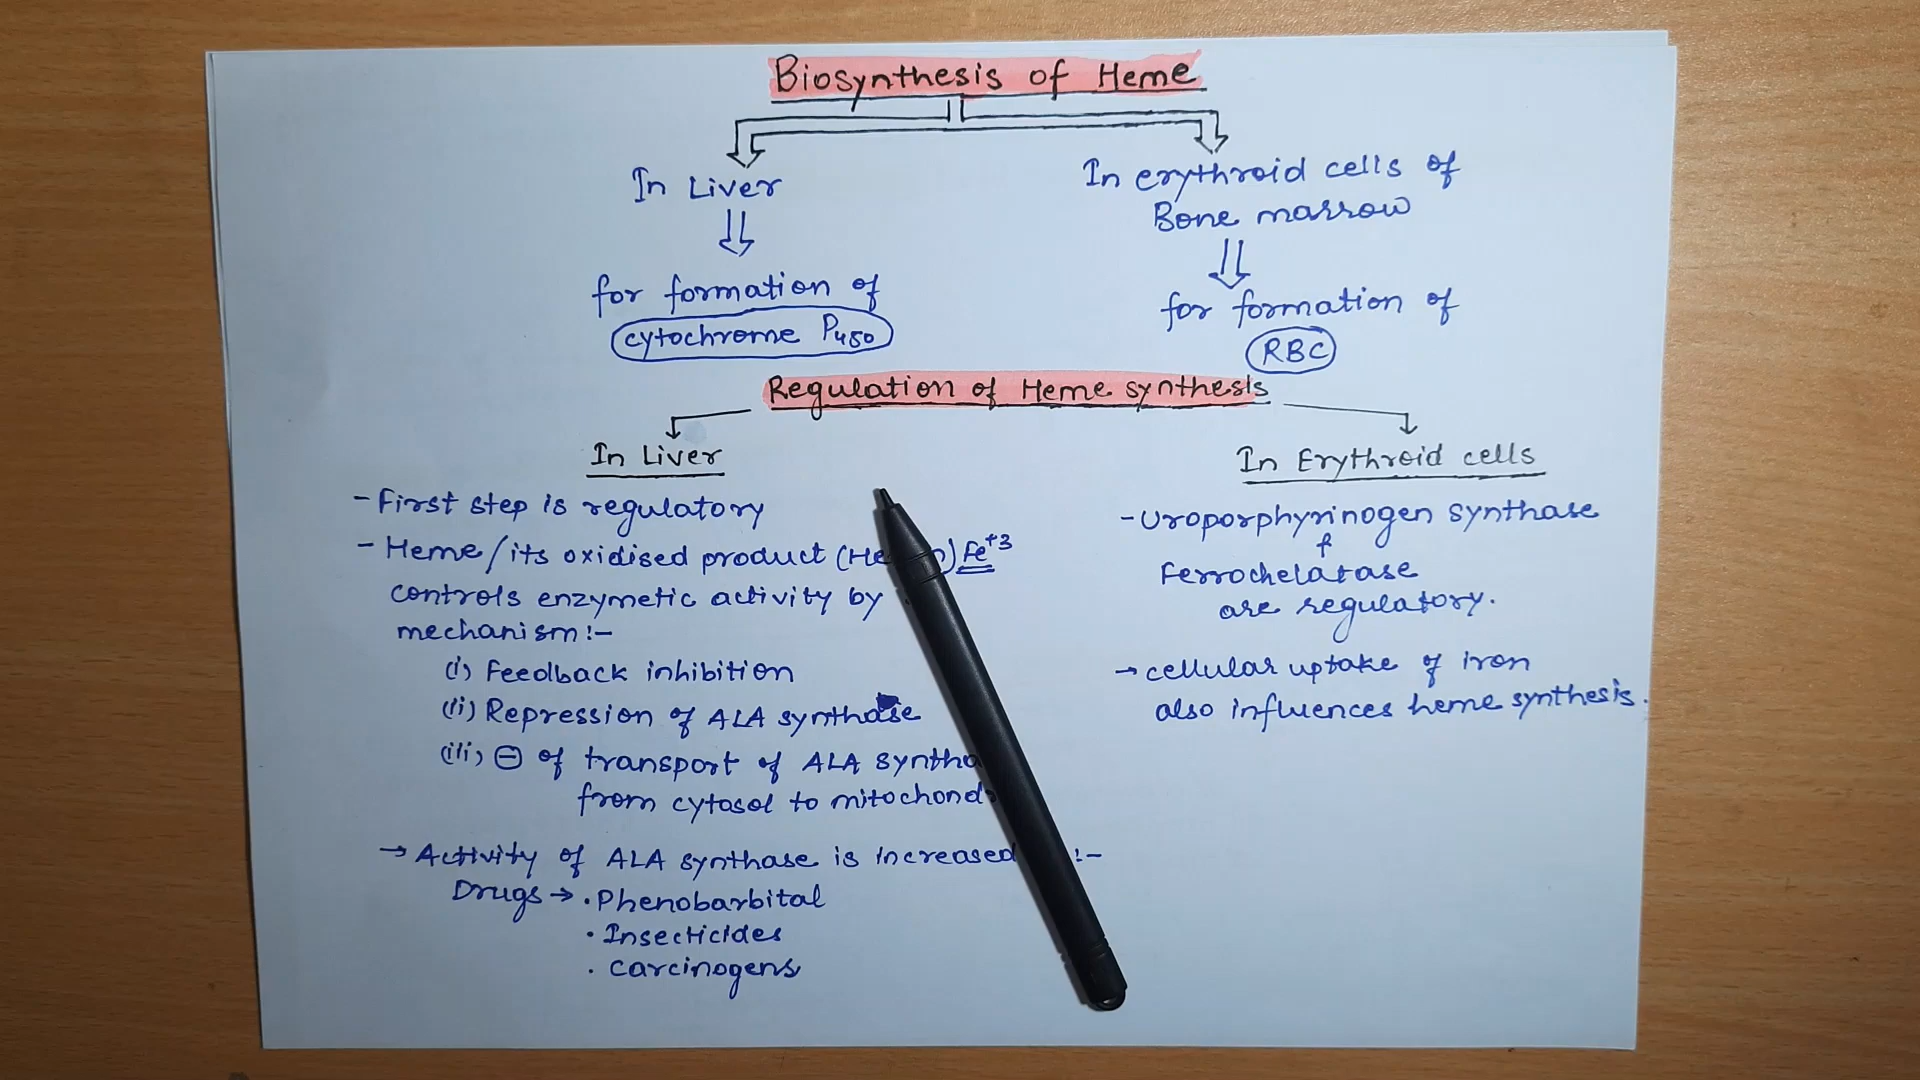 Biosynthesis of Heme
In Liver
for formation of
cytochrome P450
In erythroid cells of
Bone marrow
for formation of
RBC
Regulation of Heme synthesis
In Liver
- First step is regulatory
- Heme/its oxidised product Fe+3
controls enzymetic activity by
mechanism :-
(i) Feedback inhibition
(ii) Repression of ALA synthase
(iii) ⊖ of transport of ALA
from cytosol to
→ Activity of ALA synthase is increased :-
Drugs → • Phenobarbital
• Insecticides
• Carcinogens
In Erythroid cells
- Uroporphyrinogen synthase
f
Ferrochelatase
are regulatory.
→ cellular uptake of iron
also influences heme synthesis.